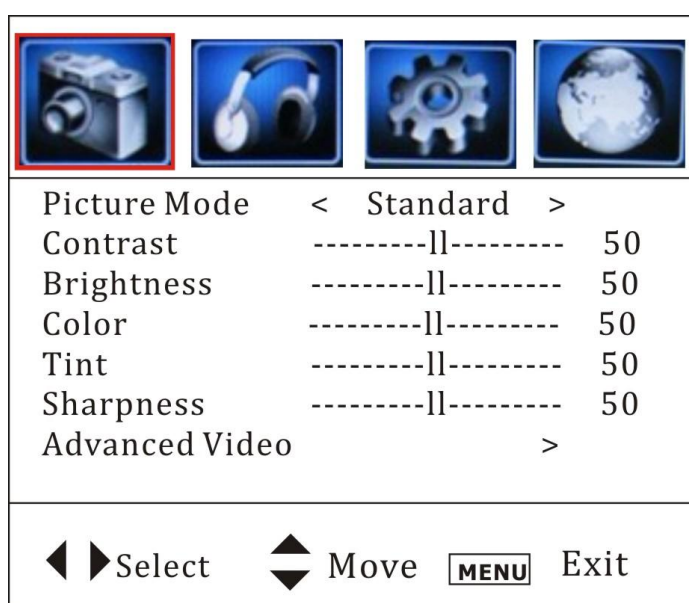 Picture Mode < Standard >
Contrast ---------ll--------- 50
Brightness ---------ll--------- 50
Color ---------ll--------- 50
Tint ---------ll--------- 50
Sharpness ---------ll--------- 50
Advanced Video >
Select Move MENU Exit